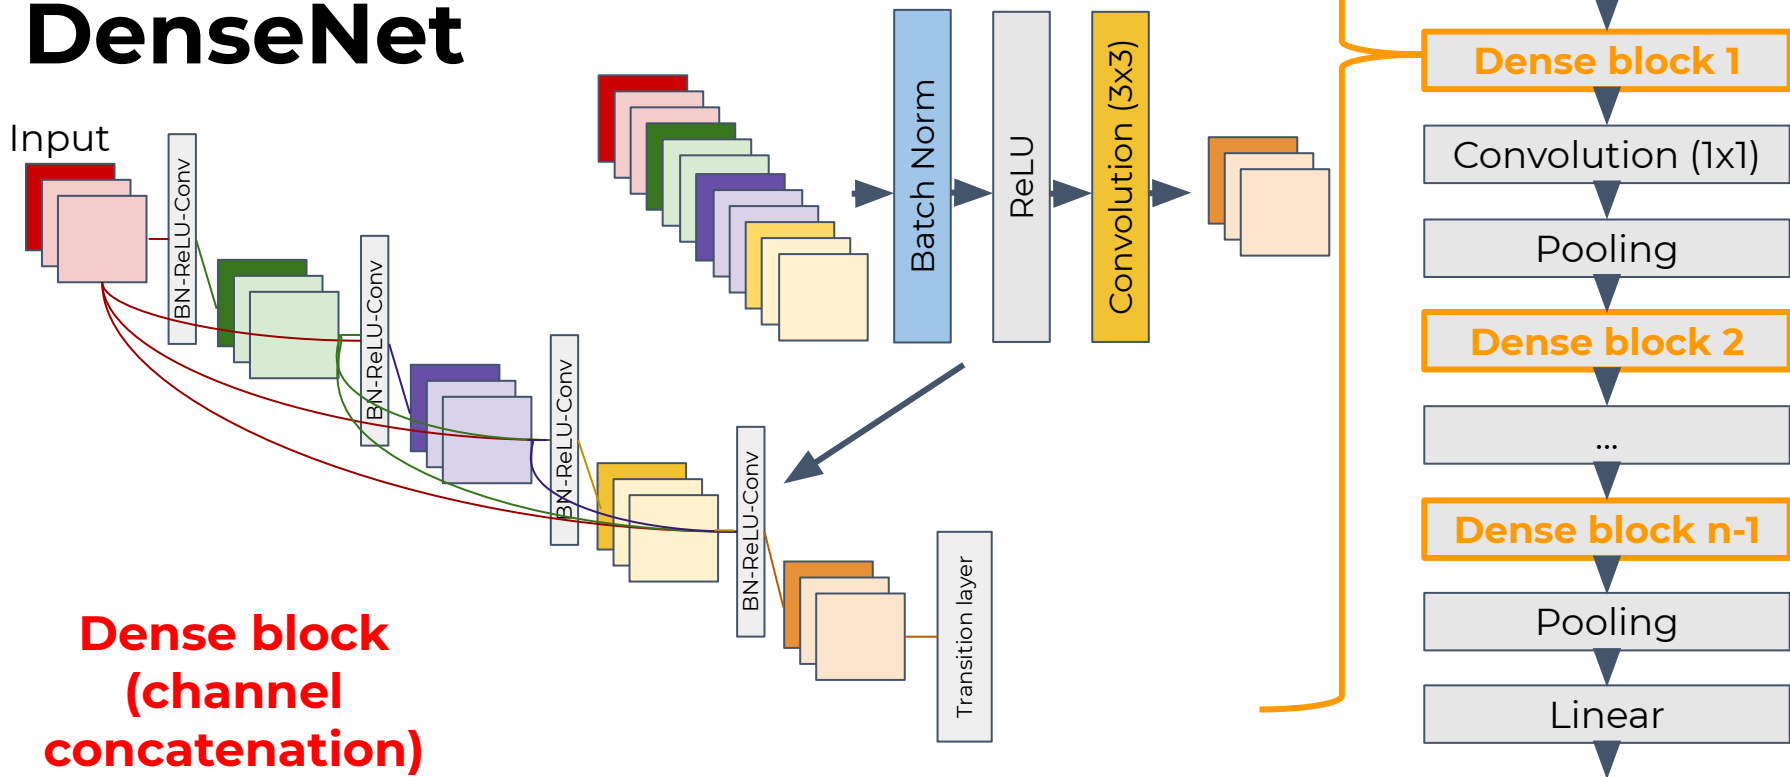 DenseNet
Input
BN-ReLU-Conv
BN-ReLU-Conv
BN-ReLU-Conv
BN-ReLU-Conv
Transition layer
Dense block
(channel
concatenation)
Batch Norm
ReLU
Convolution (3x3)
Dense block 1
Convolution (1x1)
Pooling
Dense block 2
...
Dense block n-1
Pooling
Linear